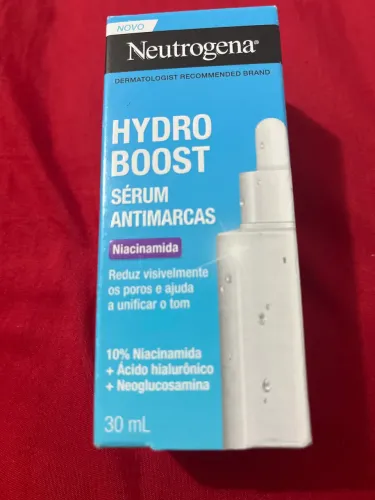 NOVO
Neutrogena®
DERMATOLOGIST RECOMMENDED BRAND
HYDRO
BOOST
SÉRUM
ANTIMARCAS
Niacinamida
Reduz visivelmente
os poros e ajuda
a unificar o tom
10% Niacinamida
+ Ácido hialurônico
+ Neoglucosamina
30 mL